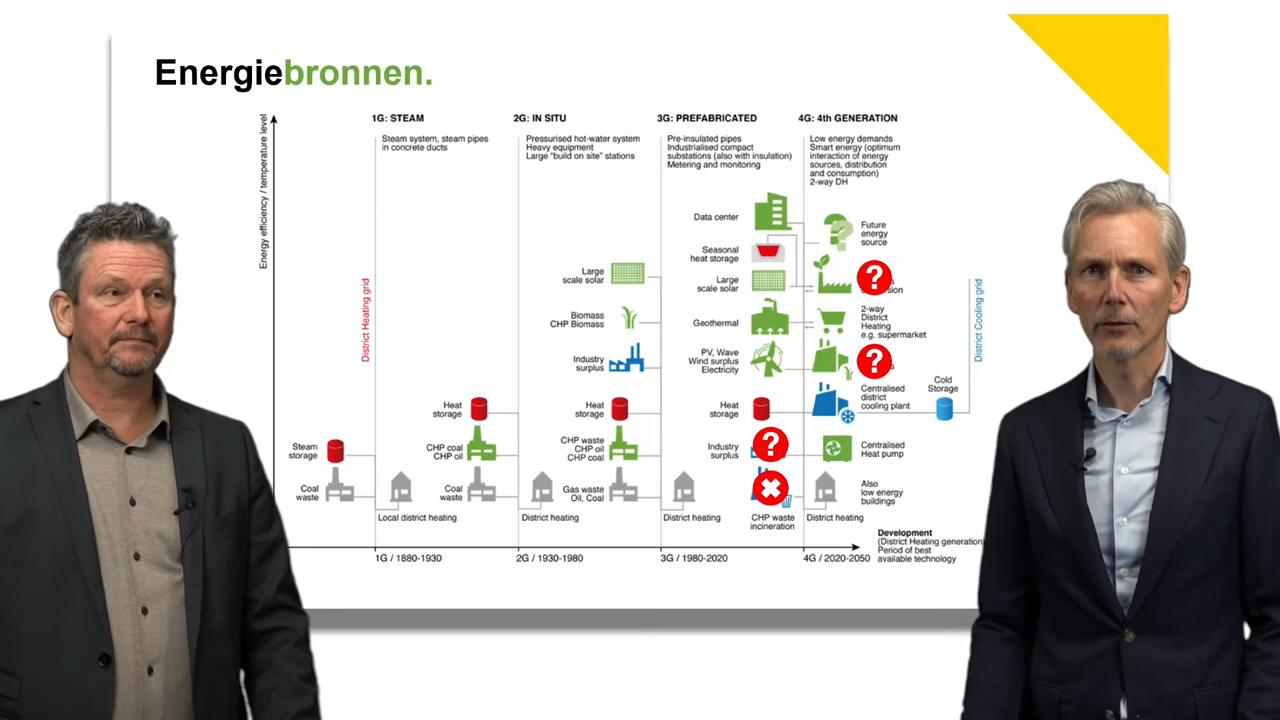 Energiebronnen.
Energy efficiency / temperature level
1G: STEAM
Steam system, steam pipes
in concrete ducts
2G: IN SITU
Pressurised hot-water system
Heavy equipment
Large "build on site" stations
3G: PREFABRICATED
Pre-insulated pipes
Industrialised compact
substations (also with insulation)
Metering and monitoring
4G: 4th GENERATION
Low energy demands
Smart energy (optimum
interaction of energy
sources, distribution
and consumption)
2-way DH
District Heating grid
Steam
storage
Coal
waste
Local district heating
Heat
storage
CHP coal
CHP oil
Coal
waste
District heating
Large
scale solar
Biomass
CHP Biomass
Industry
surplus
Heat
storage
CHP waste
CHP oil
CHP coal
Gas waste
Oil, Coal
District heating
Data center
Seasonal
heat storage
Large
scale solar
Geothermal
PV, Wave
Wind surplus
Electricity
Heat
storage
Industry
surplus
?
CHP waste
incineration
District heating
?
Future
energy
source
?
2-way
District
Heating
e.g. supermarket
?
Centralised
district
cooling plant
Centralised
Heat pump
Also
low energy
buildings
Cold
Storage
District Cooling grid
Development
(District Heating generation)
Period of best
available technology
1G / 1880-1930
2G / 1930-1980
3G / 1980-2020
4G / 2020-2050